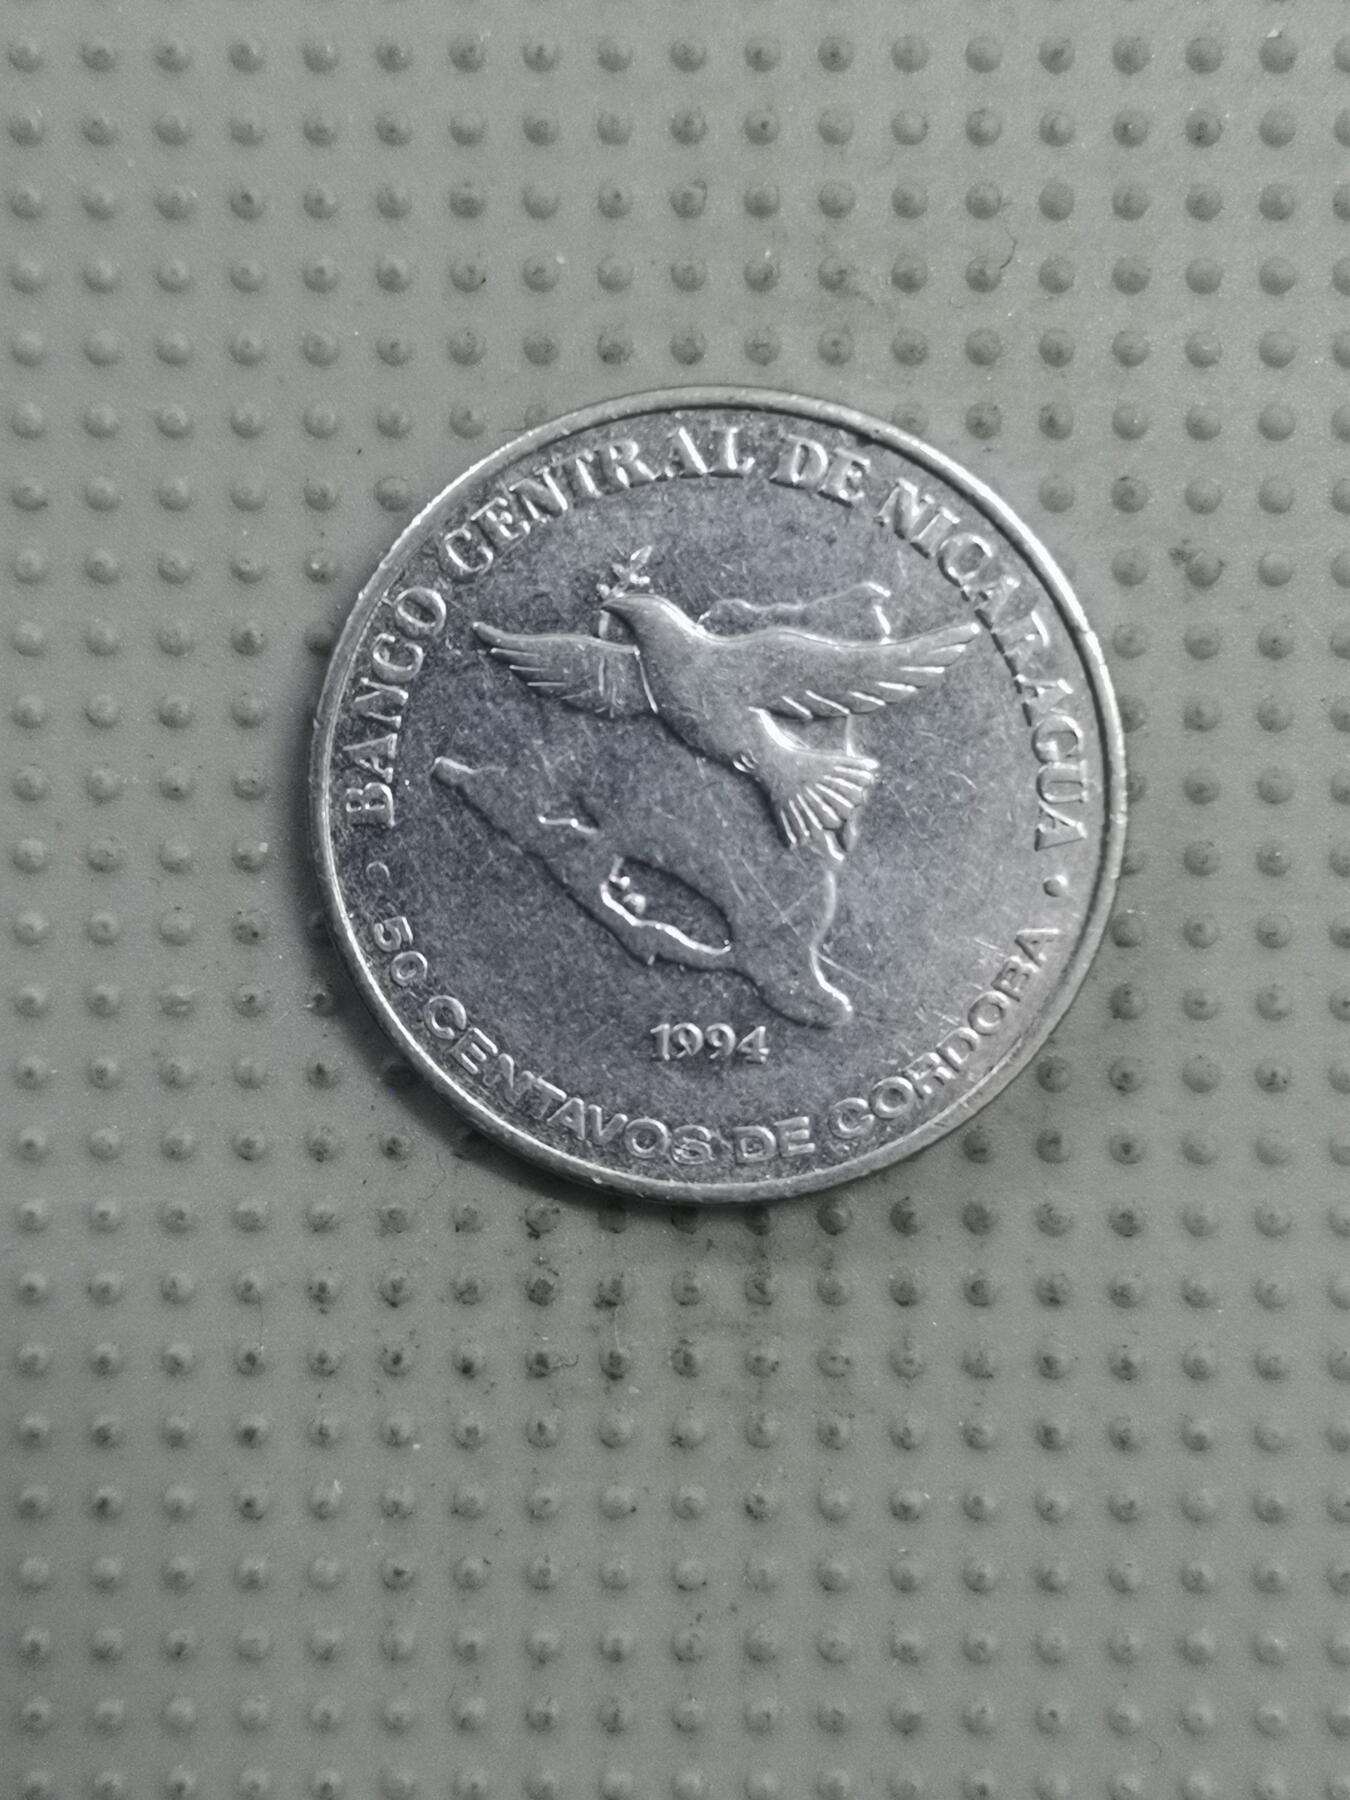 BANCO CENTRAL DE NICARAGUA
1994
50 CENTAVOS DE CORDOBA